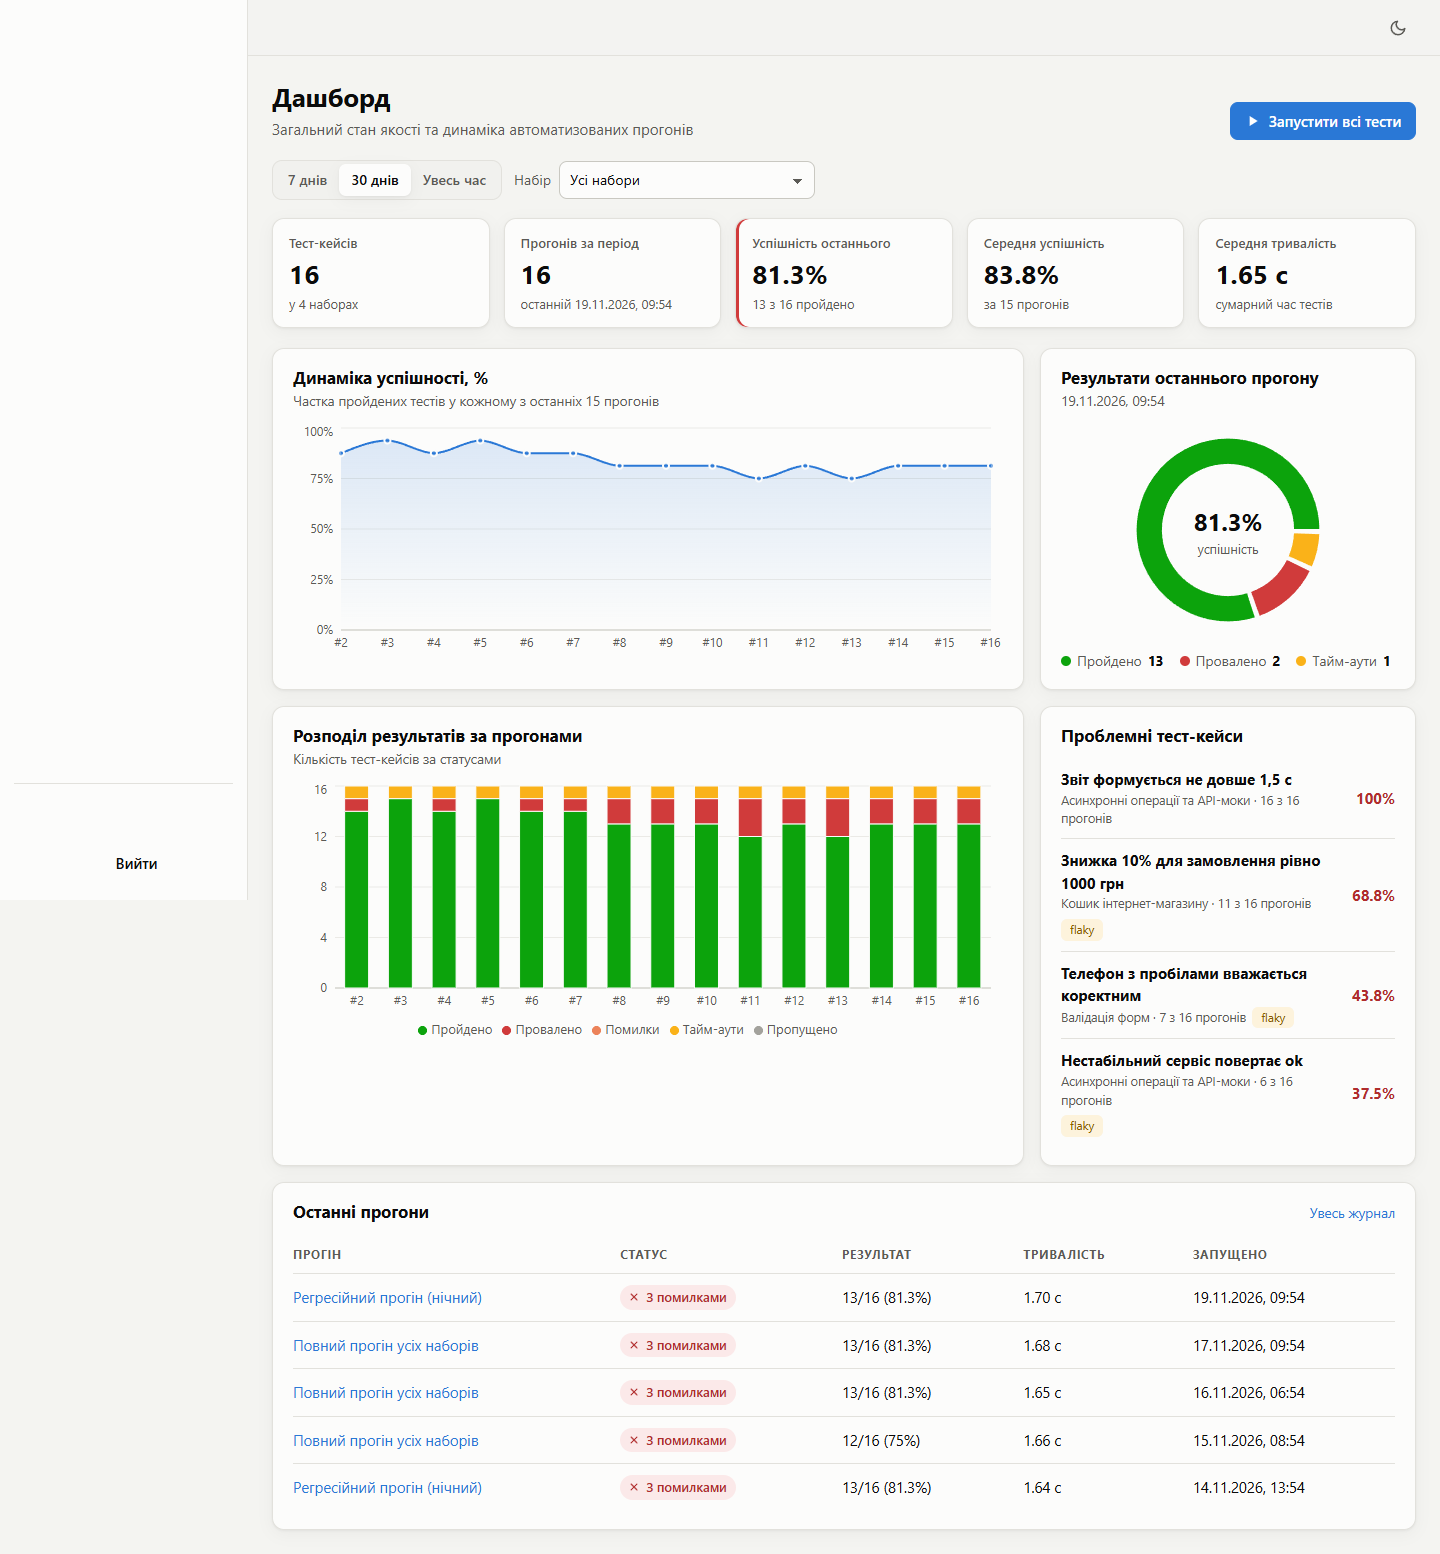 Вийти
Дашборд
Загальний стан якості та динаміка автоматизованих прогонів
Запустити всі тести
7 днів 30 днів Увесь час Набір Усі набори
Тест-кейсів
16
у 4 наборах
Прогонів за період
16
останній 19.11.2026, 09:54
Успішність останнього
81.3%
13 з 16 пройдено
Середня успішність
83.8%
за 15 прогонів
Середня тривалість
1.65 с
сумарний час тестів
Динаміка успішності, %
Частка пройдених тестів у кожному з останніх 15 прогонів
100%
75%
50%
25%
0%
#2 #3 #4 #5 #6 #7 #8 #9 #10 #11 #12 #13 #14 #15 #16
Результати останнього прогону
19.11.2026, 09:54
81.3%
успішність
Пройдено 13 Провалено 2 Тайм-аути 1
Розподіл результатів за прогонами
Кількість тест-кейсів за статусами
16
12
8
4
0
#2 #3 #4 #5 #6 #7 #8 #9 #10 #11 #12 #13 #14 #15 #16
Пройдено Провалено Помилки Тайм-аути Пропущено
Проблемні тест-кейси
Звіт формується не довше 1,5 с
Асинхронні операції та API-моки · 16 з 16
прогонів
100%
Знижка 10% для замовлення рівно
1000 грн
Кошик інтернет-магазину · 11 з 16 прогонів
flaky
68.8%
Телефон з пробілами вважається
коректним
Валідація форм · 7 з 16 прогонів flaky
43.8%
Нестабільний сервіс повертає ok
Асинхронні операції та API-моки · 6 з 16
прогонів
flaky
37.5%
Останні прогони
Увесь журнал
ПРОГІН СТАТУС РЕЗУЛЬТАТ ТРИВАЛІСТЬ ЗАПУЩЕНО
Регресійний прогін (нічний) З помилками 13/16 (81.3%) 1.70 с 19.11.2026, 09:54
Повний прогін усіх наборів З помилками 13/16 (81.3%) 1.68 с 17.11.2026, 09:54
Повний прогін усіх наборів З помилками 13/16 (81.3%) 1.65 с 16.11.2026, 06:54
Повний прогін усіх наборів З помилками 12/16 (75%) 1.66 с 15.11.2026, 08:54
Регресійний прогін (нічний) З помилками 13/16 (81.3%) 1.64 с 14.11.2026, 13:54